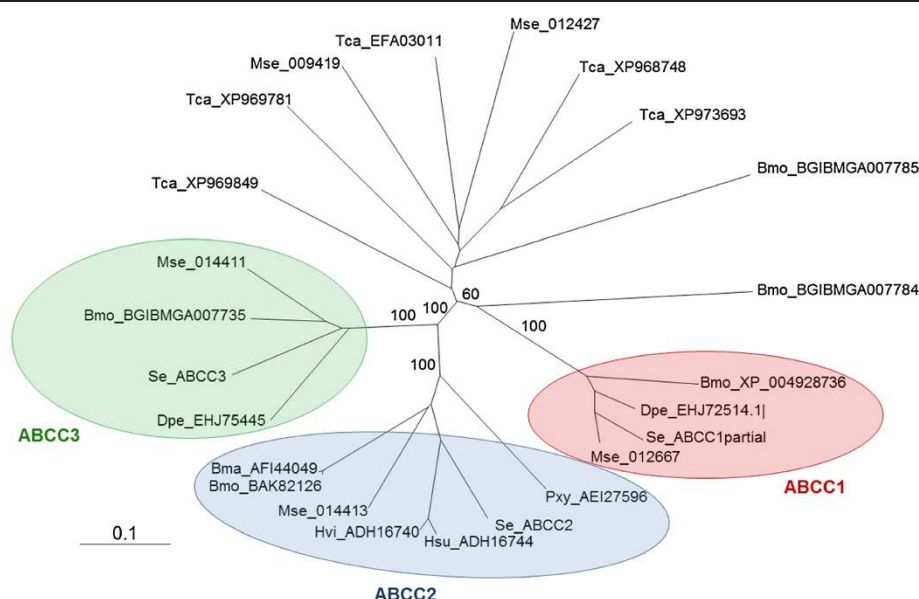 Mse_012427
Tca_EFA03011
Mse_009419
Tca_XP968748
Tca_XP969781
Tca_XP973693
Bmo_BGIBMGA007785
Tca_XP969849
Mse_014411
Bmo_BGIBMGA007784
60
100
100
Bmo_BGIBMGA007735
100
100
Se_ABCC3
Bmo_XP_004928736
Dpe_EHJ72514.1|
Dpe_EHJ75445
ABCC3
Se_ABCC1partial
Mse_012667
Bma_AFI44049
Bmo_BAK82126
ABCC1
Pxy_AEI27596
Mse_014413
Se_ABCC2
Hvi_ADH16740
Hsu_ADH16744
0.1
ABCC2